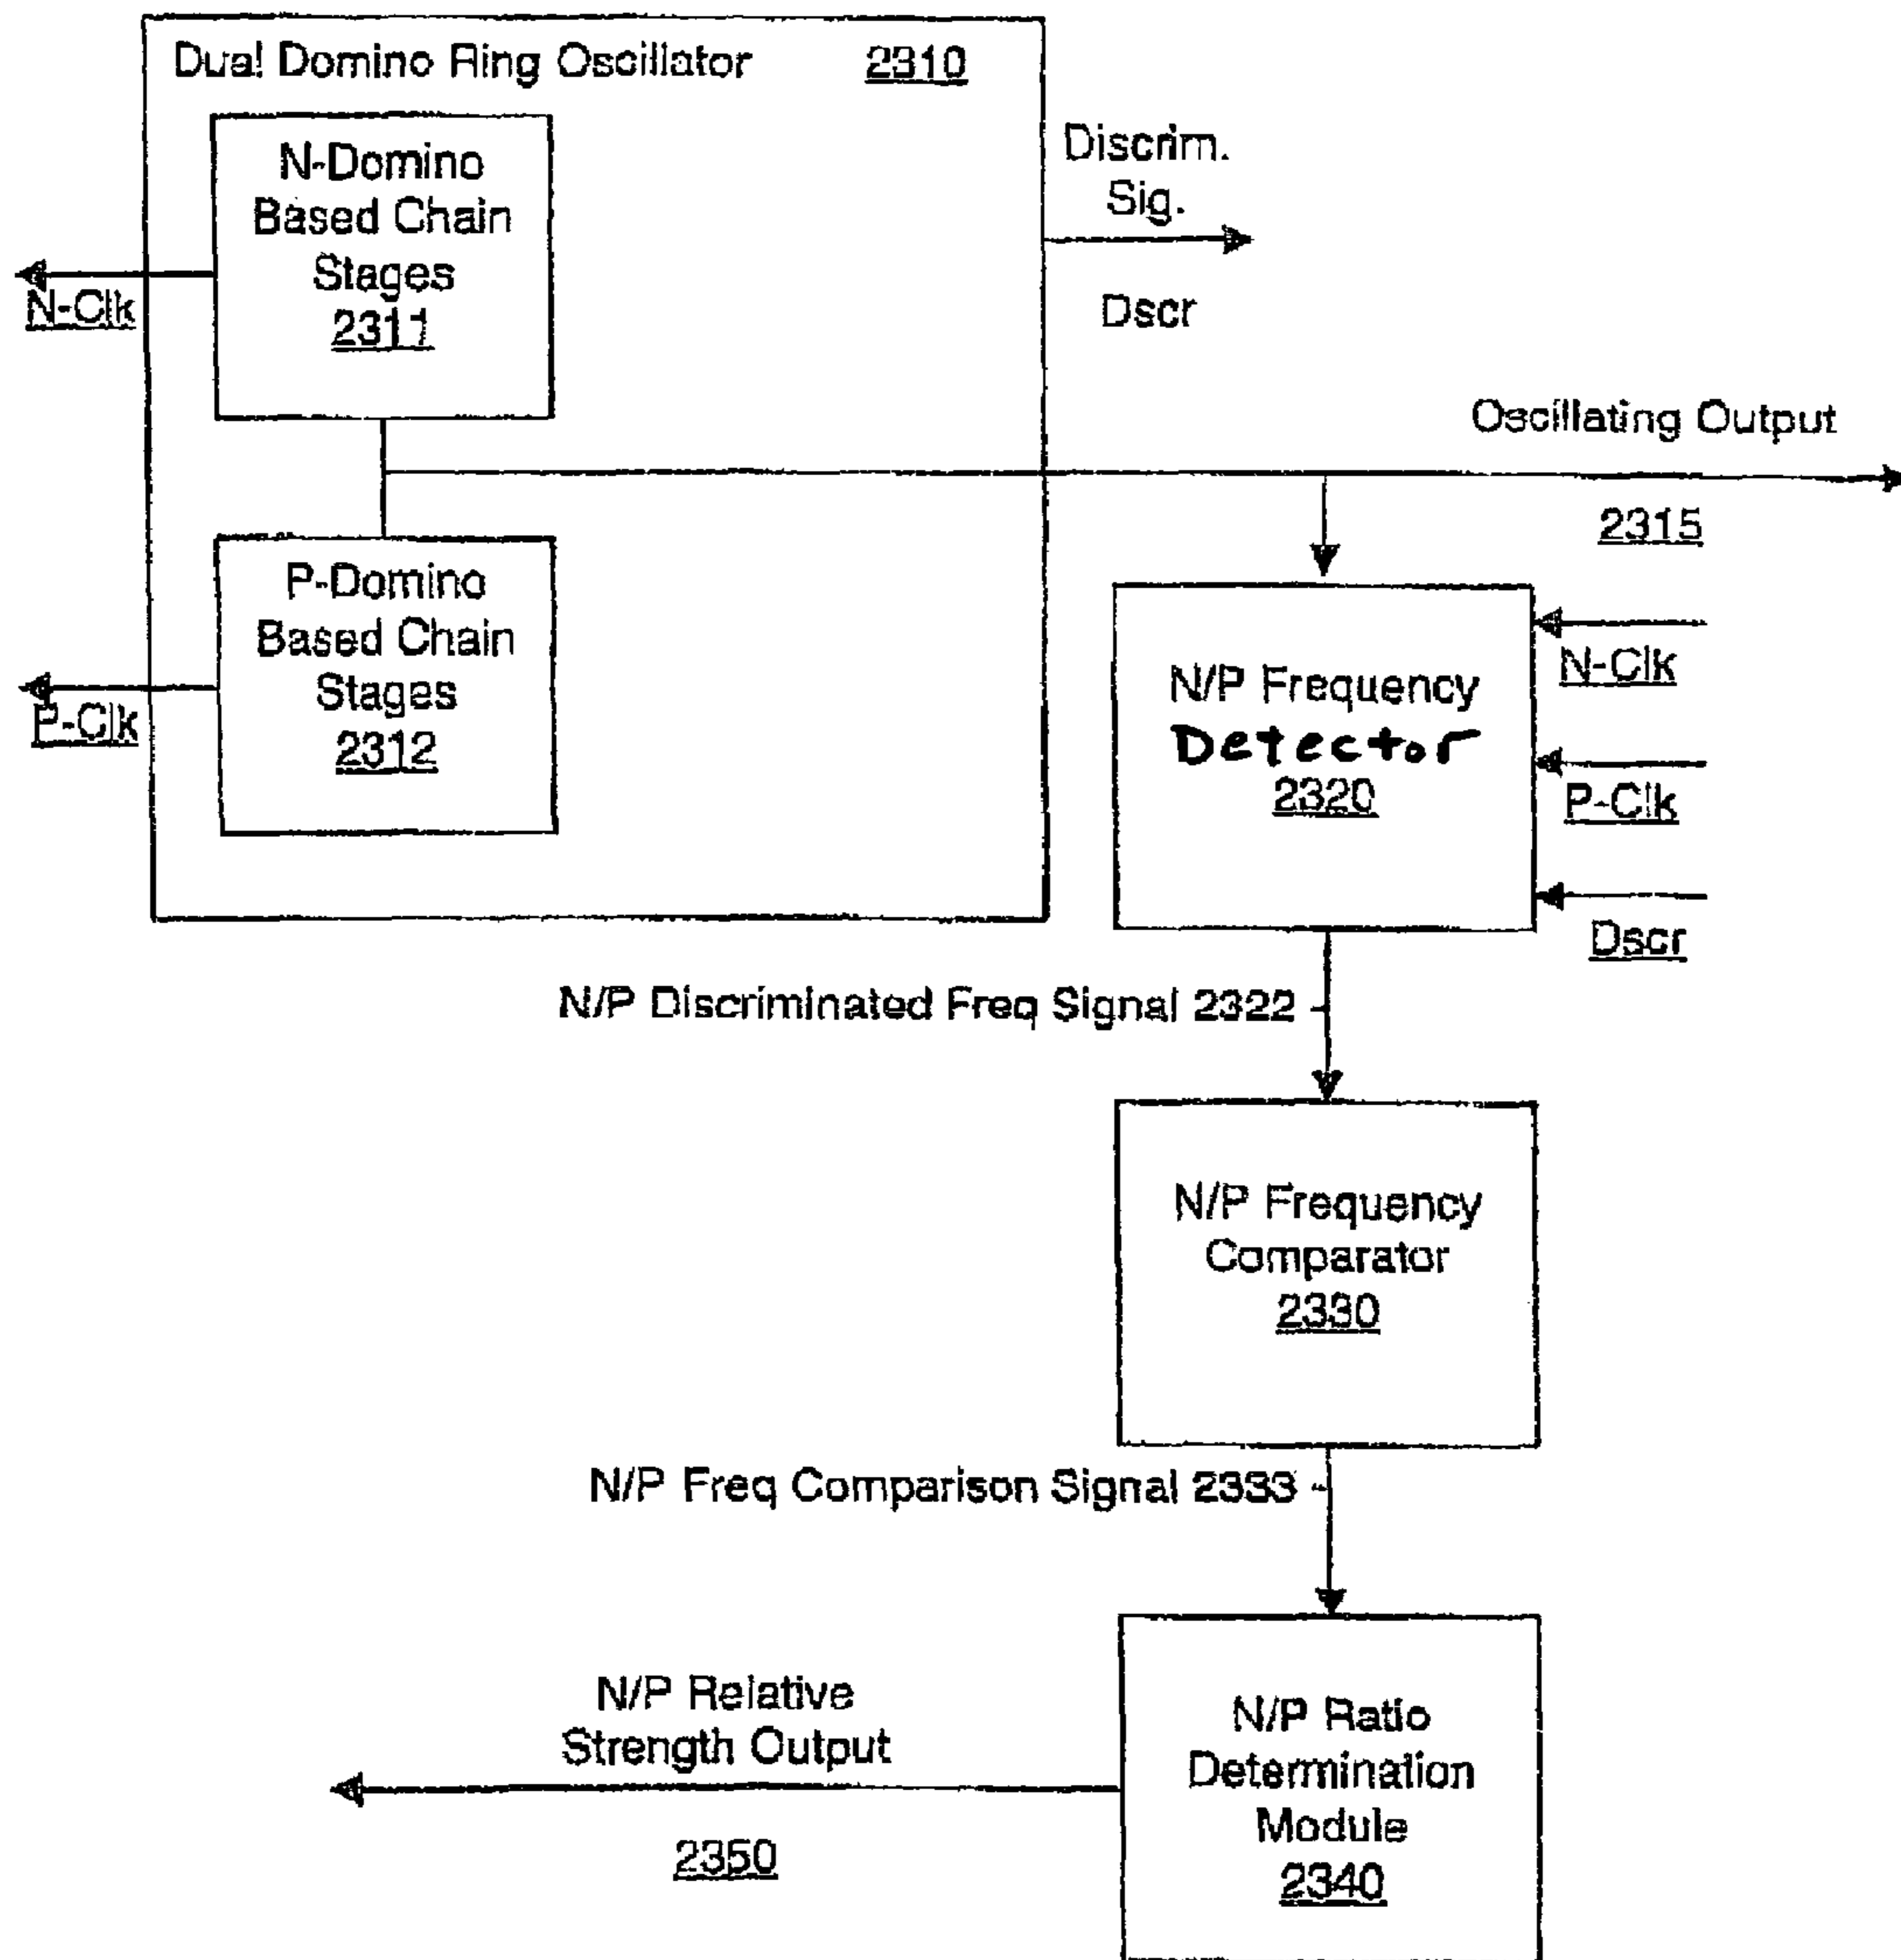 Dual Domino Ring Oscillator 2310
N-Domino
Based Chain
Stages
2311
N-Clk
Discrim.
Sig.
Dscr
Oscillating Output
2315
P-Domino
Based Chain
Stages
2312
P-Clk
N/P Frequency
Detector
2320
N-Clk
P-Clk
Dscr
N/P Discriminated Freq Signal 2322
N/P Frequency
Comparator
2330
N/P Freq Comparison Signal 2333
N/P Relative
Strength Output
2350
N/P Ratio
Determination
Module
2340